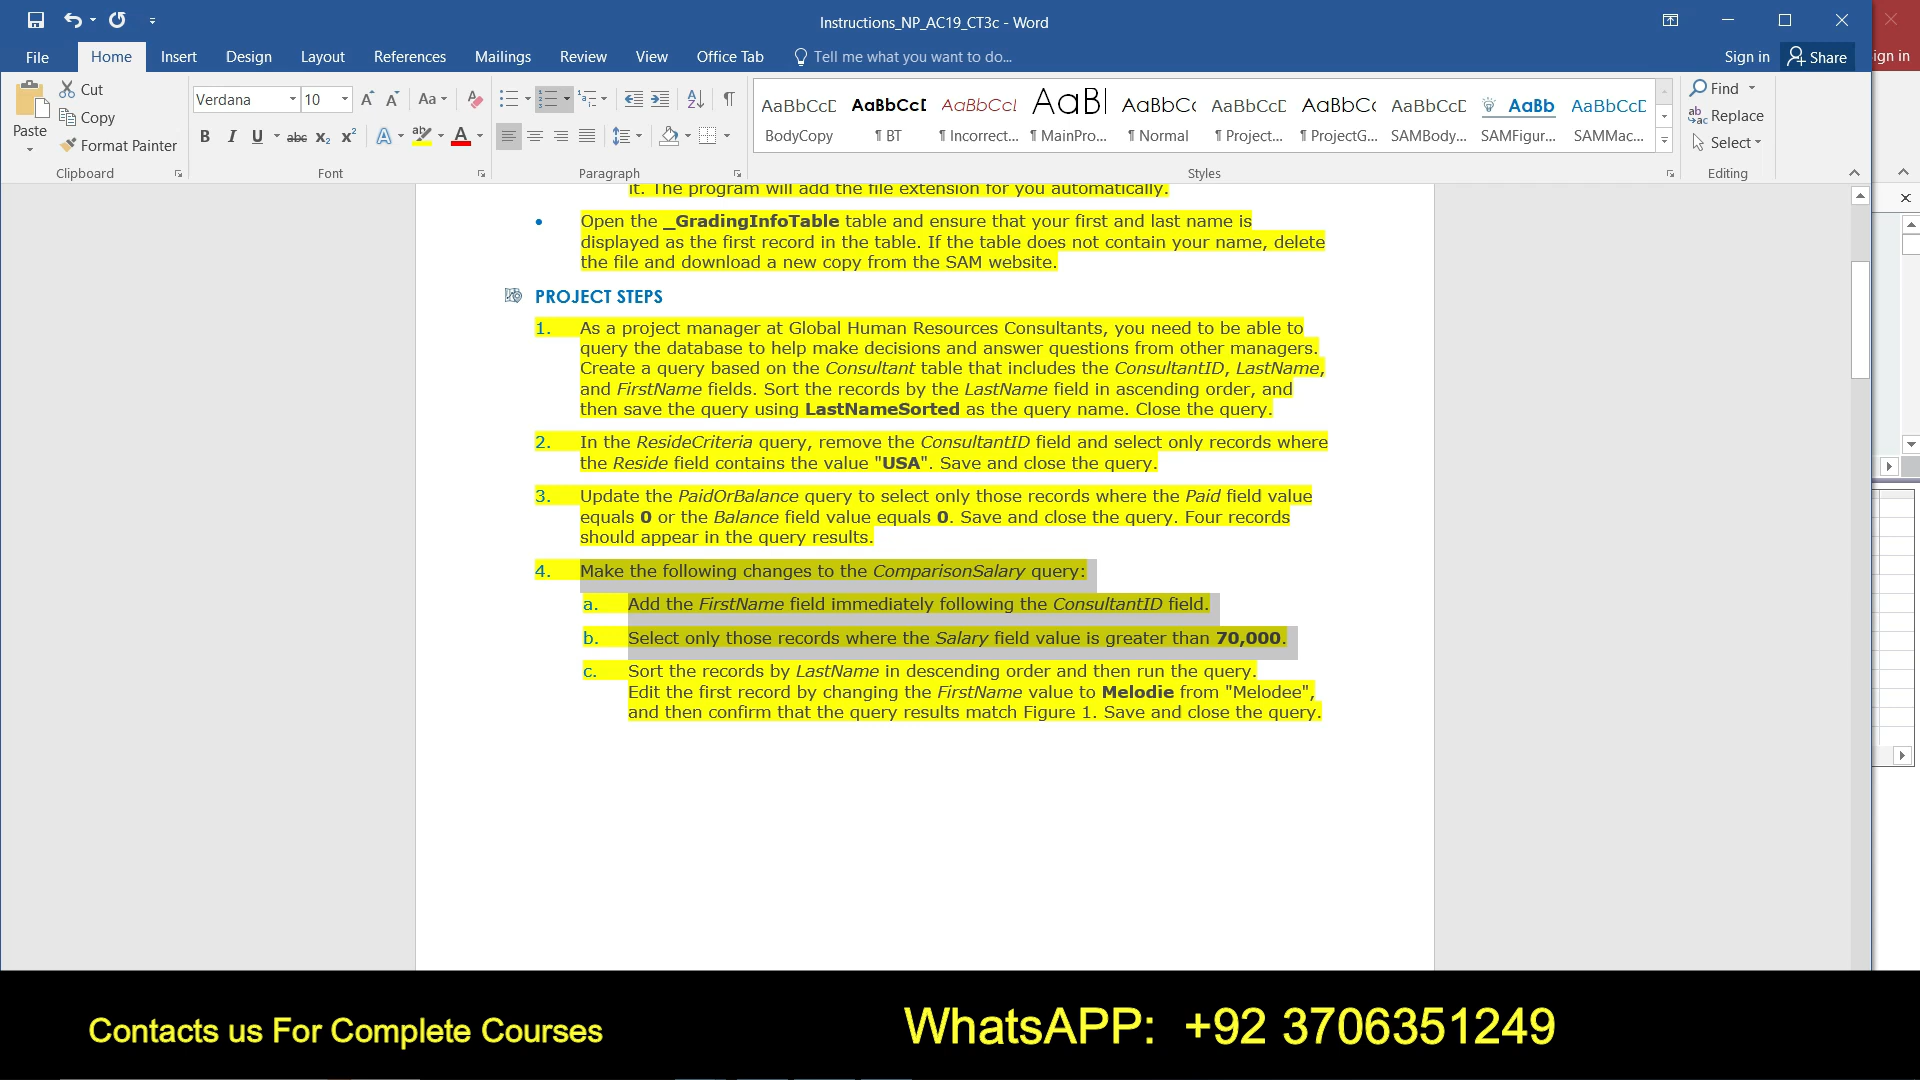 Instructions_NP_AC19_CT3c - Word
File Home Insert Design Layout References Mailings Review View Office Tab Tell me what you want to do... Sign in Share
Cut
Copy
Format Painter
Paste
Clipboard
Verdana 10
Font
Paragraph
AaBbCcD AaBbCcD AaBbCcI AaBl AaBbCc AaBbCcD AaBbCc AaBbCcD AaBb AaBbCcD
BodyCopy ¶ BT ¶ Incorrect... ¶ MainPro... ¶ Normal ¶ Project... ¶ ProjectG... SAMBody... SAMFigur... SAMMac...
Styles
Find
Replace
Select
Editing
it. The program will add the file extension for you automatically.
• Open the _GradingInfoTable table and ensure that your first and last name is
displayed as the first record in the table. If the table does not contain your name, delete
the file and download a new copy from the SAM website.
PROJECT STEPS
1. As a project manager at Global Human Resources Consultants, you need to be able to
query the database to help make decisions and answer questions from other managers.
Create a query based on the Consultant table that includes the ConsultantID, LastName,
and FirstName fields. Sort the records by the LastName field in ascending order, and
then save the query using LastNameSorted as the query name. Close the query.
2. In the ResideCriteria query, remove the ConsultantID field and select only records where
the Reside field contains the value "USA". Save and close the query.
3. Update the PaidOrBalance query to select only those records where the Paid field value
equals 0 or the Balance field value equals 0. Save and close the query. Four records
should appear in the query results.
4. Make the following changes to the ComparisonSalary query:
a. Add the FirstName field immediately following the ConsultantID field.
b. Select only those records where the Salary field value is greater than 70,000.
c. Sort the records by LastName in descending order and then run the query.
Edit the first record by changing the FirstName value to Melodie from "Melodee",
and then confirm that the query results match Figure 1. Save and close the query.
Contacts us For Complete Courses
WhatsAPP: +92 3706351249